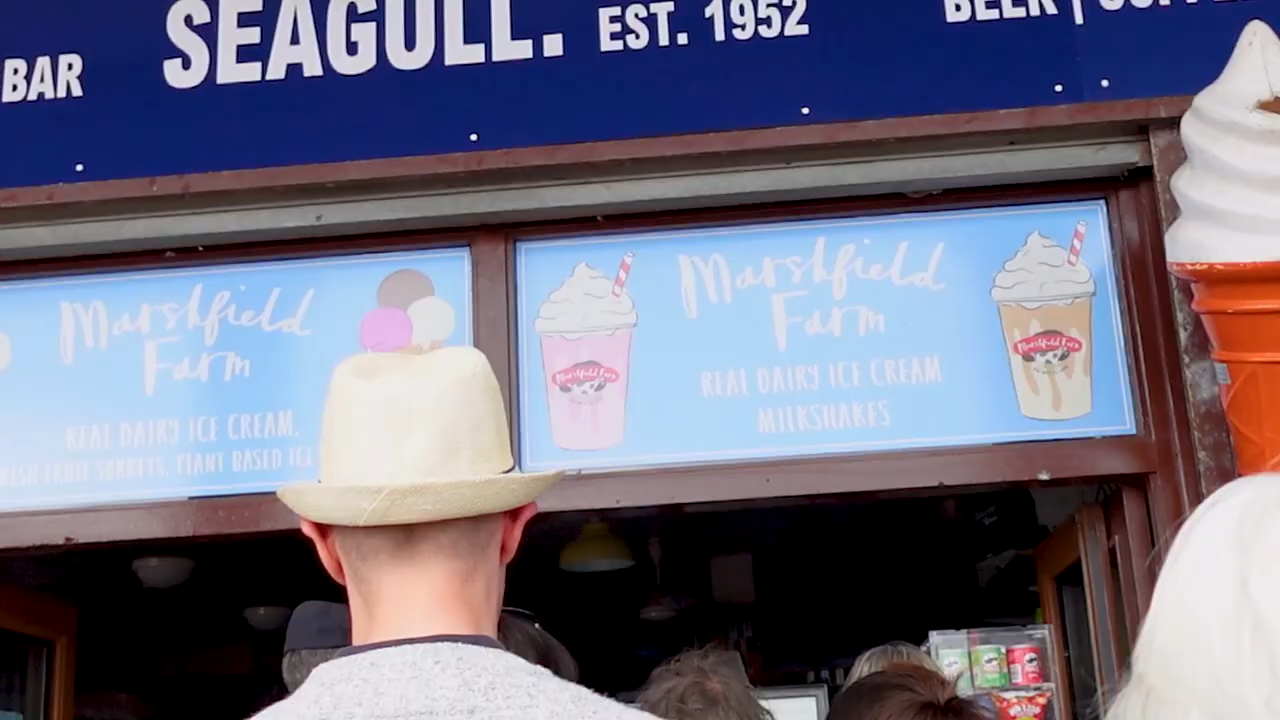 BAR
SEAGULL.
EST. 1952
BEER |
Marshfield
Farm
REAL DAIRY ICE CREAM,
FRESH FRUIT SORBETS, PLANT BASED ICE
Marshfield
Farm
REAL DAIRY ICE CREAM
MILKSHAKES
Marshfield Farm
Marshfield Farm